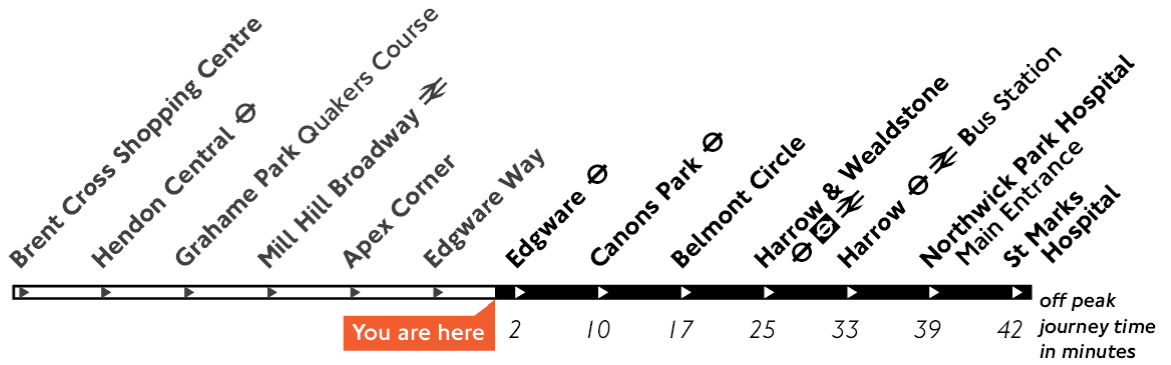 Brent Cross Shopping Centre
Hendon Central
Grahame Park Quakers Course
Mill Hill Broadway
Apex Corner
Edgware Way
Edgware
Canons Park
Belmont Circle
Harrow & Wealdstone
Harrow Bus Station
Northwick Park Hospital
Main Entrance
St Marks
Hospital
You are here
2 10 17 25 33 39 42
off peak
journey time
in minutes